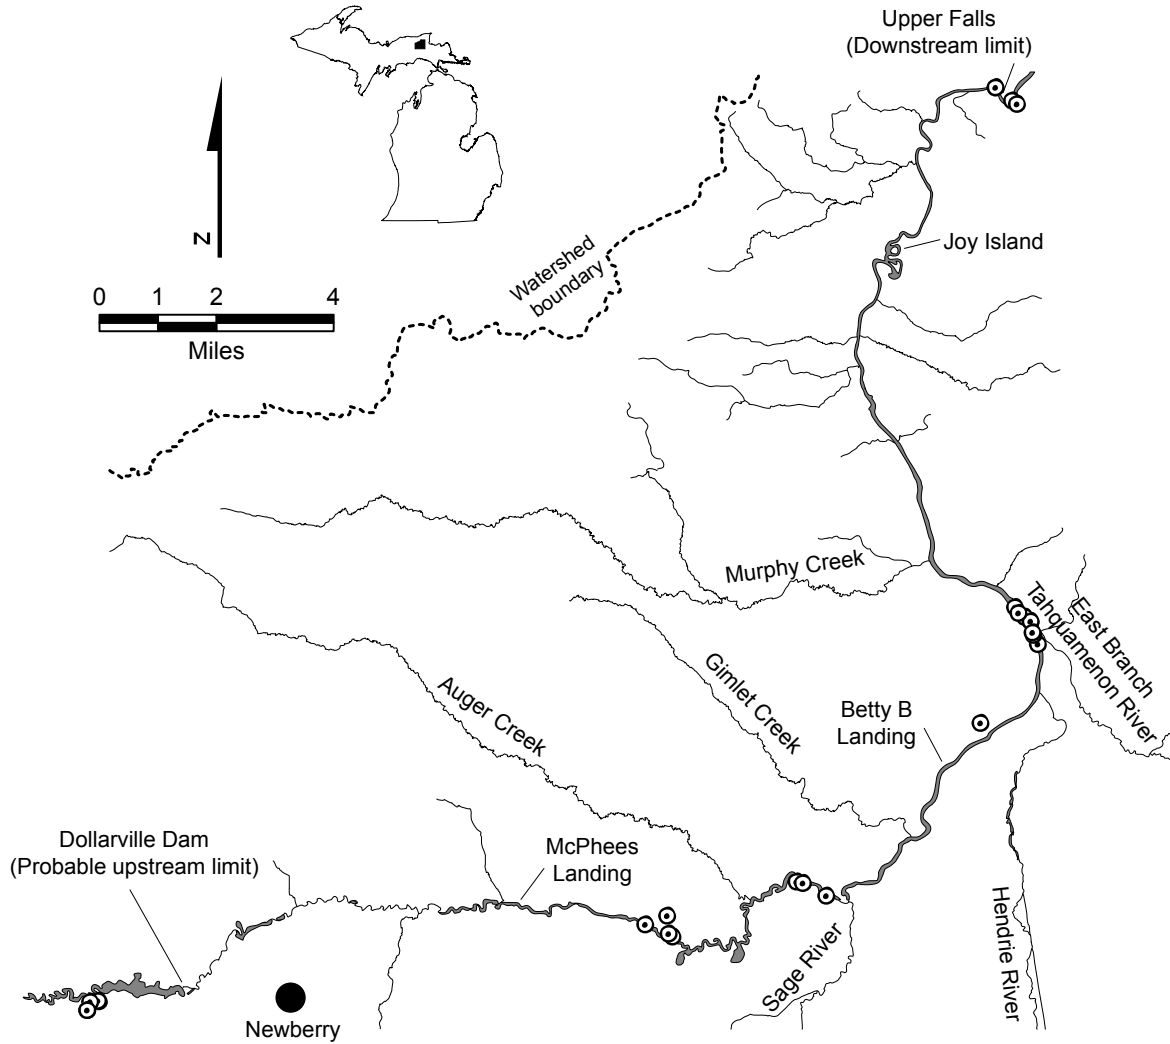 Upper Falls
(Downstream limit)
N
Joy Island
Watershed
boundary
0 2 4
Miles
Murphy Creek
East Branch
Tahquamenon River
Gimlet Creek
Auger Creek
Betty B
Landing
Dollarville Dam
(Probable upstream limit)
McPhees
Landing
Hendrie River
Sage River
Newberry